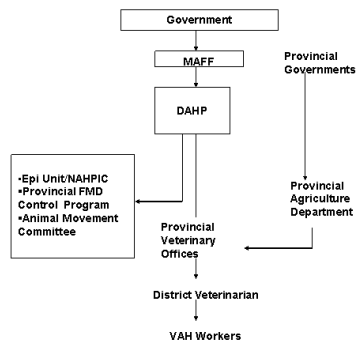 Government
MAFF
Provincial
Governments
DAHP
•Epi Unit/NAHPIC
▪Provincial FMD
Control Program
▪Animal Movement
Committee
Provincial
Agriculture
Department
Provincial
Veterinary
Offices
District Veterinarian
VAH Workers